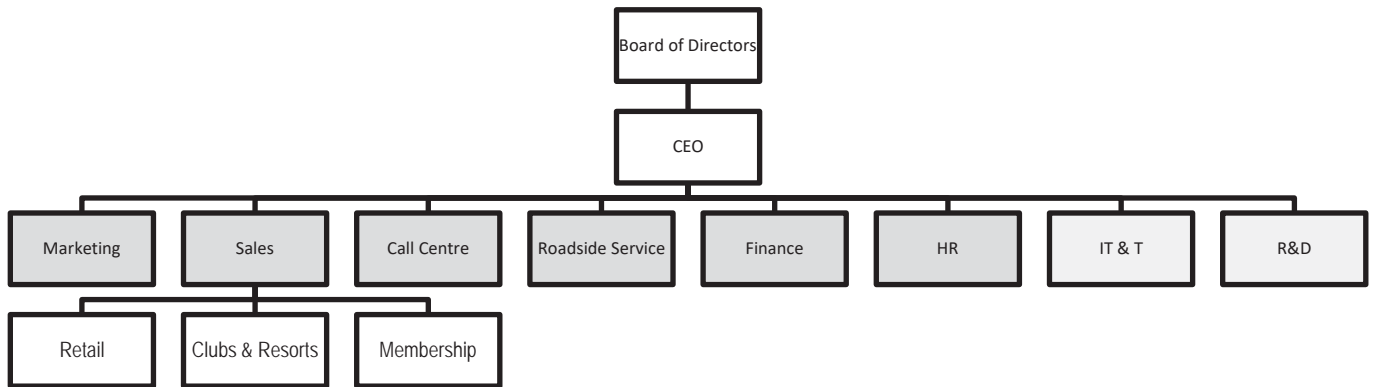 Board of Directors
CEO
Marketing
Sales
Call Centre
Roadside Service
Finance
HR
IT & T
R&D
Retail
Clubs & Resorts
Membership